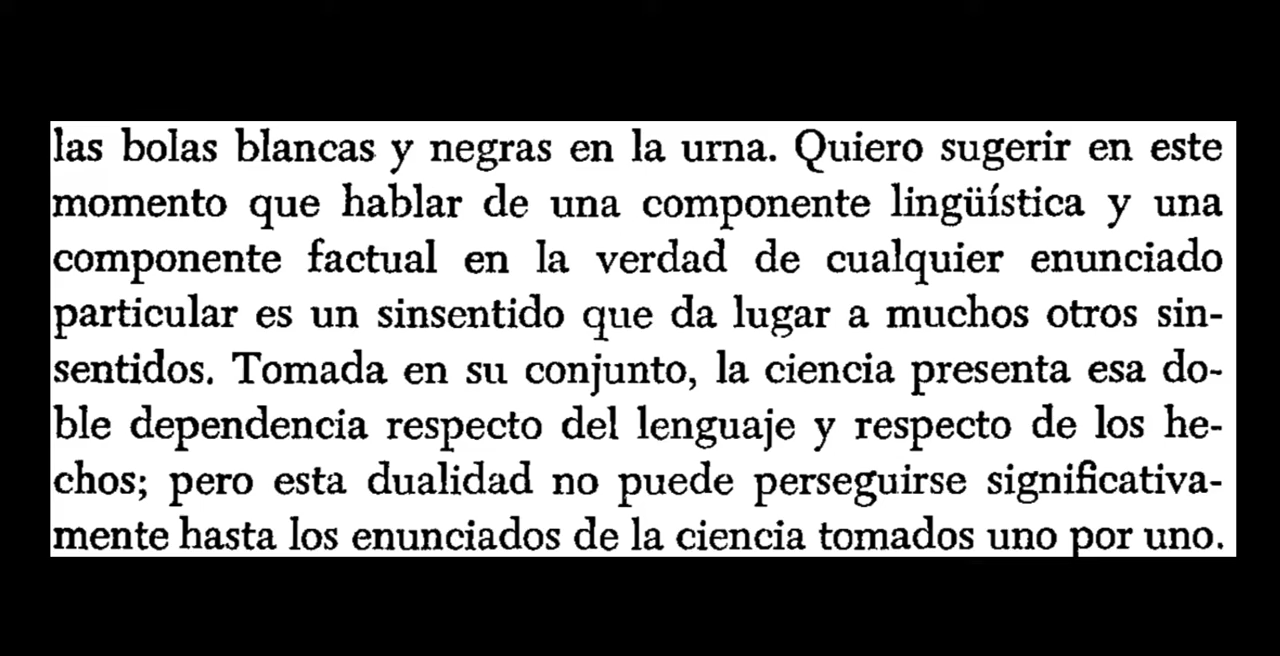 las bolas blancas y negras en la urna. Quiero sugerir en este
momento que hablar de una componente lingüística y una
componente factual en la verdad de cualquier enunciado
particular es un sinsentido que da lugar a muchos otros sin-
sentidos. Tomada en su conjunto, la ciencia presenta esa do-
ble dependencia respecto del lenguaje y respecto de los he-
chos; pero esta dualidad no puede perseguirse significativa-
mente hasta los enunciados de la ciencia tomados uno por uno.